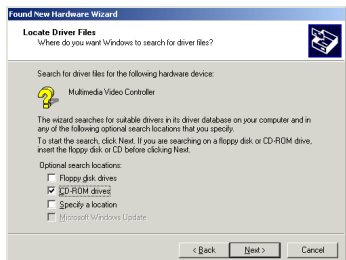 Found New Hardware Wizard
Locate Driver Files
Where do you want Windows to search for driver files?
Search for driver files for the following hardware device:
Multimedia Video Controller
The wizard searches for suitable drivers in its driver database on your computer and in
any of the following optional search locations that you specify.
To start the search, click Next. If you are searching on a floppy disk or CD-ROM drive,
insert the floppy disk or CD before clicking Next.
Optional search locations:
Floppy disk drives
CD-ROM drives
Specify a location
Microsoft Windows Update
< Back Next > Cancel